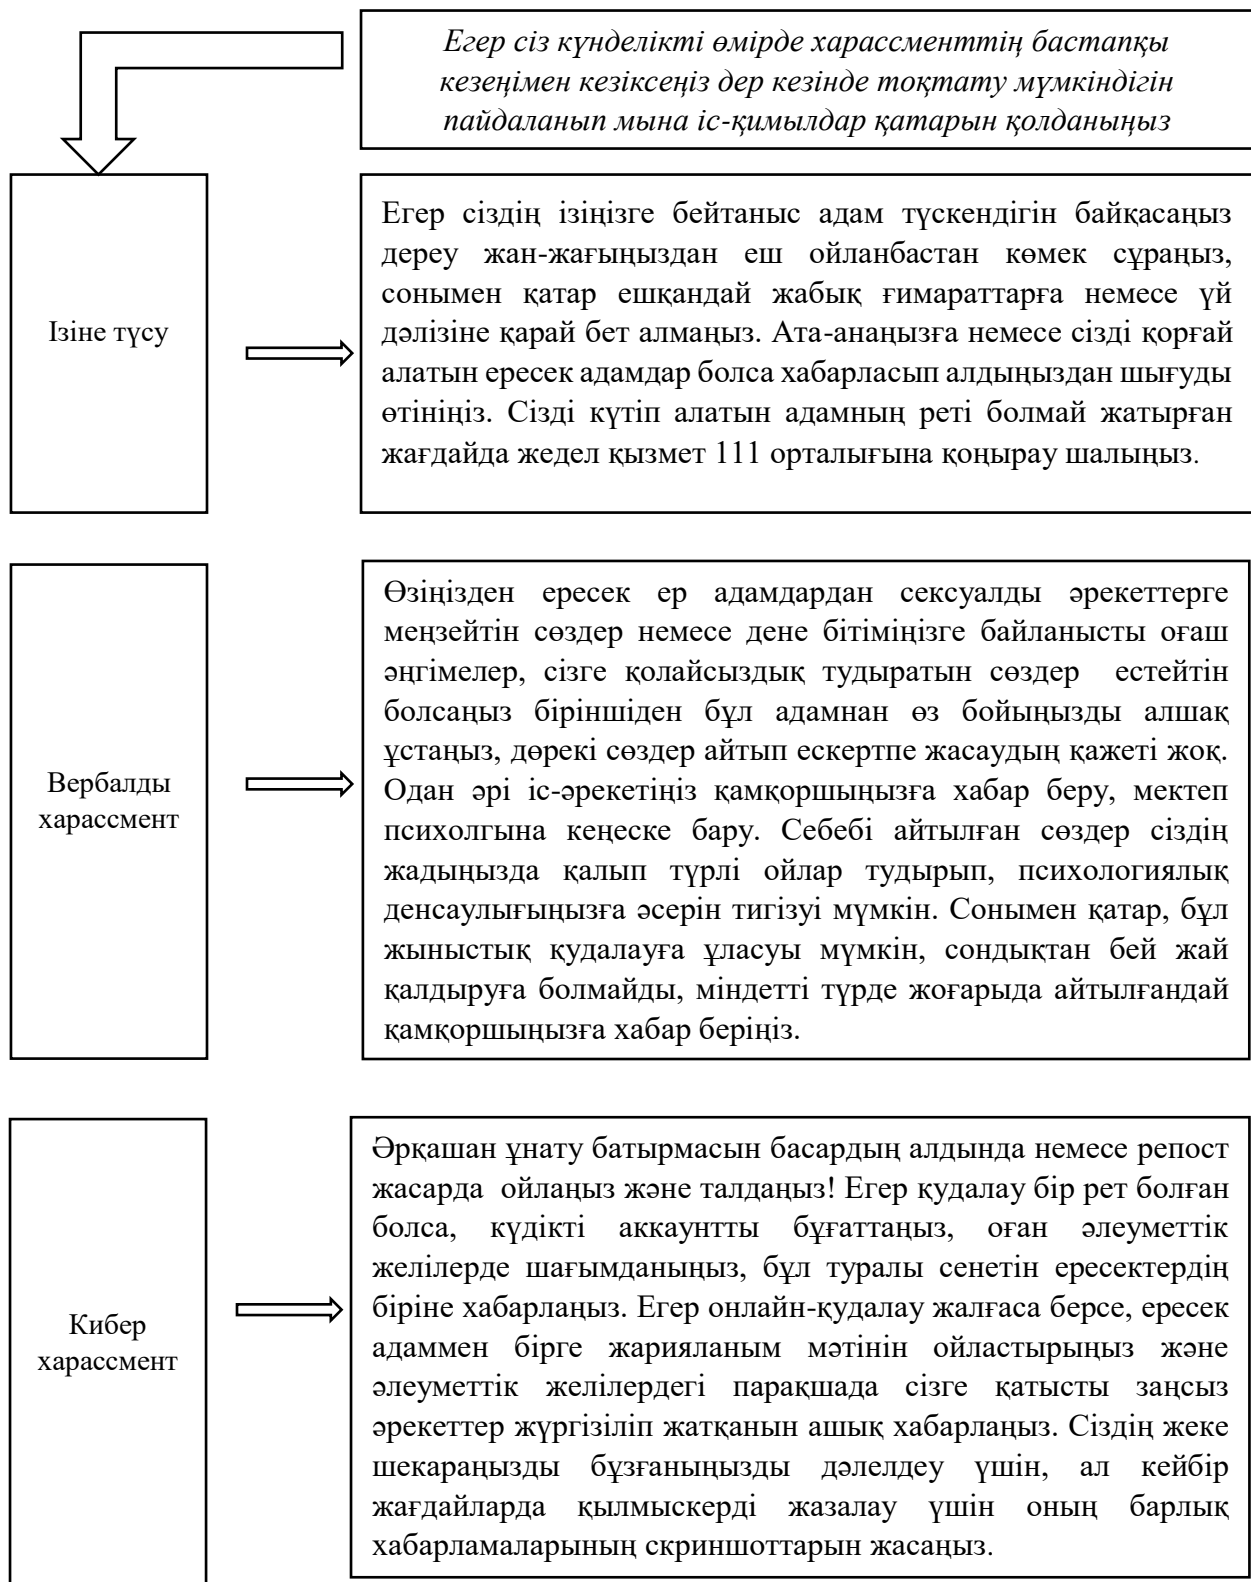 Егер сіз күнделікті өмірде харассменттің бастапқы
кезеңімен кезіксеңіз дер кезінде тоқтату мүмкіндігін
пайдаланып мына іс-қимылдар қатарын қолданыңыз
Ізіне түсу
Егер сіздің ізіңізге бейтаныс адам түскендігін байқасаңыз
дереу жан-жағыңыздан еш ойланбастан көмек сұраңыз,
сонымен қатар ешқандай жабық ғимараттарға немесе үй
дәлізіне қарай бет алмаңыз. Ата-анаңызға немесе сізді қорғай
алатын ересек адамдар болса хабарласып алдыңыздан шығуды
өтініңіз. Сізді күтіп алатын адамның реті болмай жатырған
жағдайда жедел қызмет 111 орталығына қоңырау шалыңыз.
Вербалды
харассмент
Өзіңізден ересек ер адамдардан сексуалды әрекеттерге
меңзейтін сөздер немесе дене бітіміңізге байланысты оғаш
әңгімелер, сізге қолайсыздық тудыратын сөздер естейтін
болсаңыз біріншіден бұл адамнан өз бойыңызды алшақ
ұстаңыз, дөрекі сөздер айтып ескертпе жасаудың қажеті жоқ.
Одан әрі іс-әрекетіңіз қамқоршыңызға хабар беру, мектеп
психолгына кеңеске бару. Себебі айтылған сөздер сіздің
жадыңызда қалып түрлі ойлар тудырып, психологиялық
денсаулығыңызға әсерін тигізуі мүмкін. Сонымен қатар, бұл
жыныстық қудалауға ұласуы мүмкін, сондықтан бей жай
қалдыруға болмайды, міндетті түрде жоғарыда айтылғандай
қамқоршыңызға хабар беріңіз.
Кибер
харассмент
Әрқашан ұнату батырмасын басардың алдында немесе репост
жасарда ойлаңыз және талдаңыз! Егер қудалау бір рет болған
болса, күдікті аккаунтты бұғаттаңыз, оған әлеуметтік
желілерде шағымданыңыз, бұл туралы сенетін ересектердің
біріне хабарлаңыз. Егер онлайн-қудалау жалғаса берсе, ересек
адаммен бірге жарияланым мәтінін ойластырыңыз және
әлеуметтік желілердегі парақшада сізге қатысты заңсыз
әрекеттер жүргізіліп жатқанын ашық хабарлаңыз. Сіздің жеке
шекараңызды бұзғаныңызды дәлелдеу үшін, ал кейбір
жағдайларда қылмыскерді жазалау үшін оның барлық
хабарламаларының скриншоттарын жасаңыз.